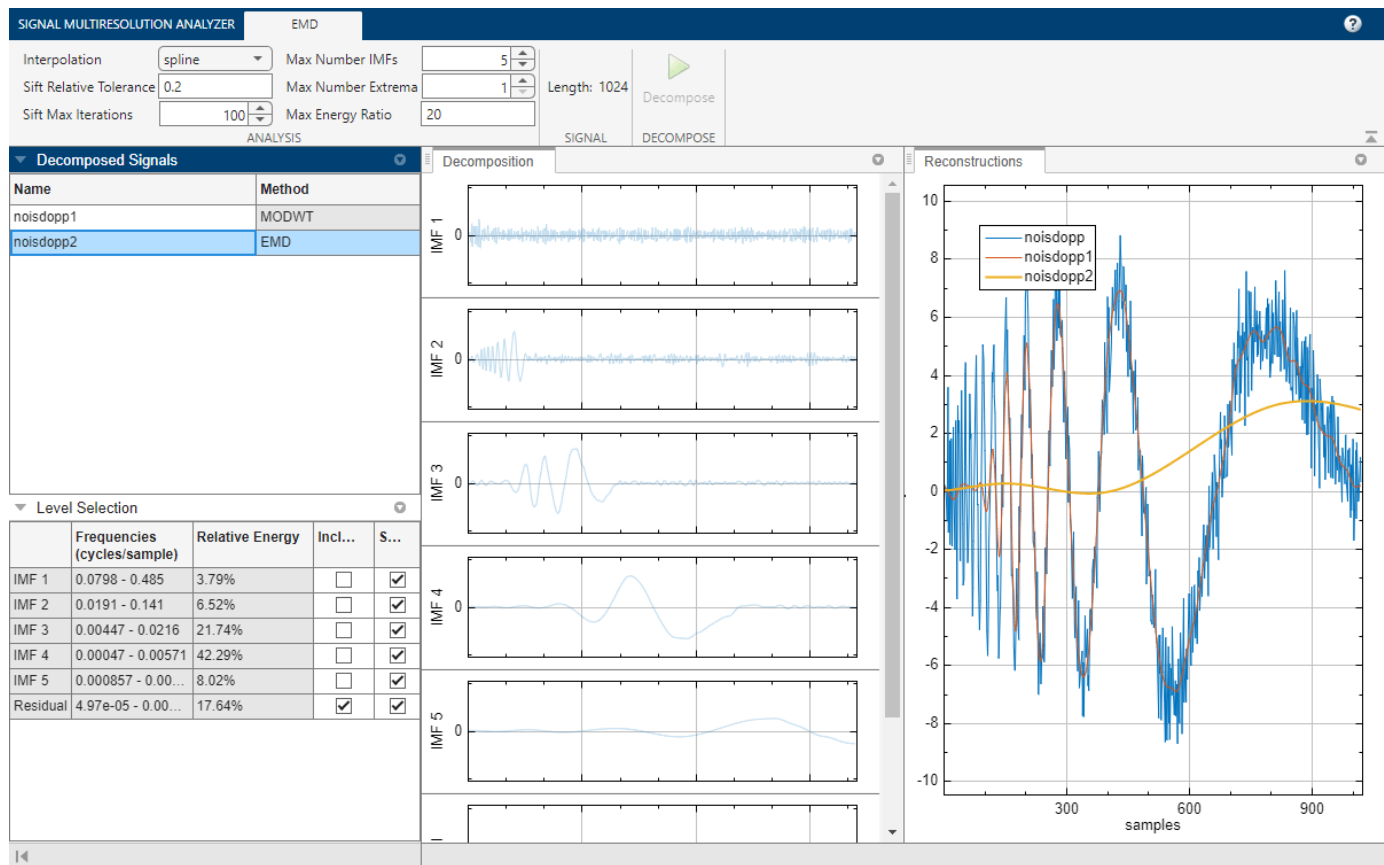 SIGNAL MULTIRESOLUTION ANALYZER EMD ?
Interpolation spline Max Number IMFs 5
Sift Relative Tolerance 0.2 Max Number Extrema 1 Length: 1024 Decompose
Sift Max Iterations 100 Max Energy Ratio 20
ANALYSIS SIGNAL DECOMPOSE
Decomposed Signals
Name Method
noisdopp1 MODWT
noisdopp2 EMD
Level Selection
Frequencies Relative Energy Incl... S...
(cycles/sample)
IMF 1 0.0798 - 0.485 3.79%
IMF 2 0.0191 - 0.141 6.52%
IMF 3 0.00447 - 0.0216 21.74%
IMF 4 0.00047 - 0.00571 42.29%
IMF 5 0.000857 - 0.00... 8.02%
Residual 4.97e-05 - 0.00... 17.64%
Decomposition
IMF 1
0
IMF 2
0
IMF 3
0
IMF 4
0
IMF 5
0
Reconstructions
noisdopp
noisdopp1
noisdopp2
10
8
6
4
2
0
-2
-4
-6
-8
-10
300 600 900
samples